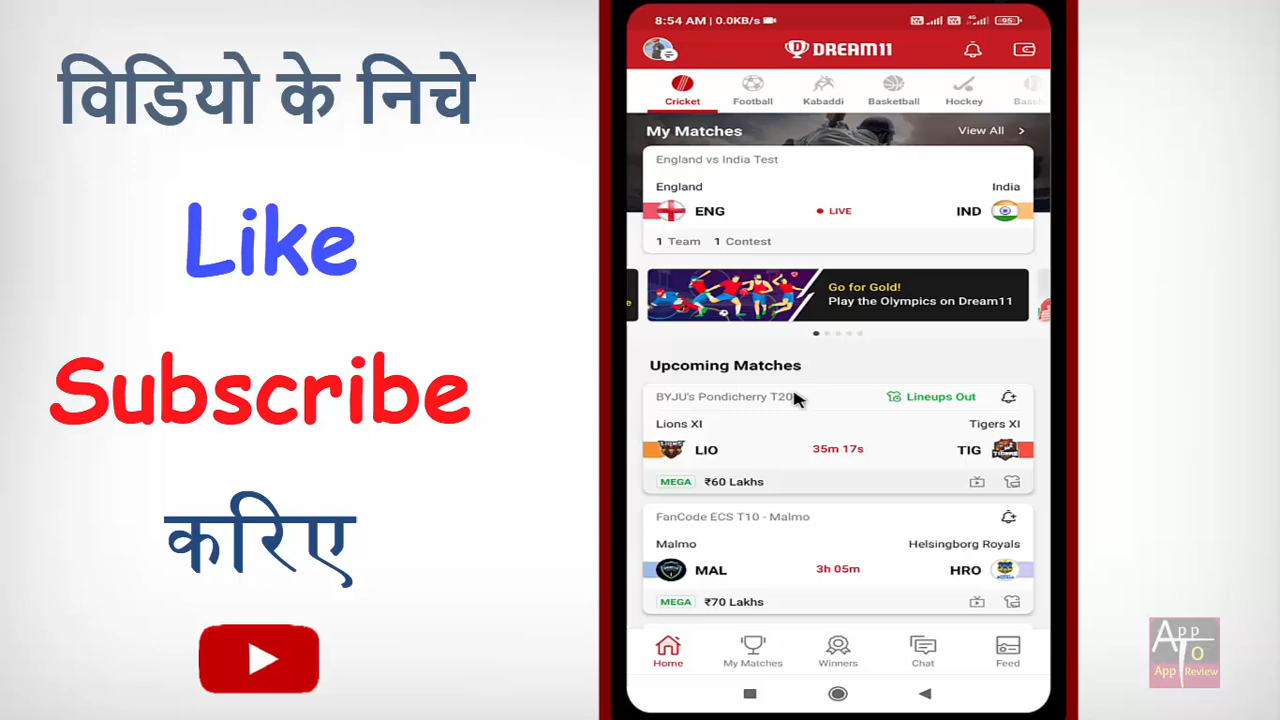 विडियो के निचे
Like
Subscribe
करिए
8:54 AM | 0.0KB/s
95
DREAM11
Cricket Football Kabaddi Basketball Hockey
My Matches View All >
England vs India Test
England India
ENG LIVE IND
1 Team 1 Contest
Go for Gold!
Play the Olympics on Dream11
Upcoming Matches
BYJU's Pondicherry T20 Lineups Out
Lions XI Tigers XI
LIO 35m 17s TIG
MEGA ₹60 Lakhs
FanCode ECS T10 - Malmo
Malmo Helsingborg Royals
MAL 3h 05m HRO
MEGA ₹70 Lakhs
Home My Matches Winners Chat Feed
App
To
App Review